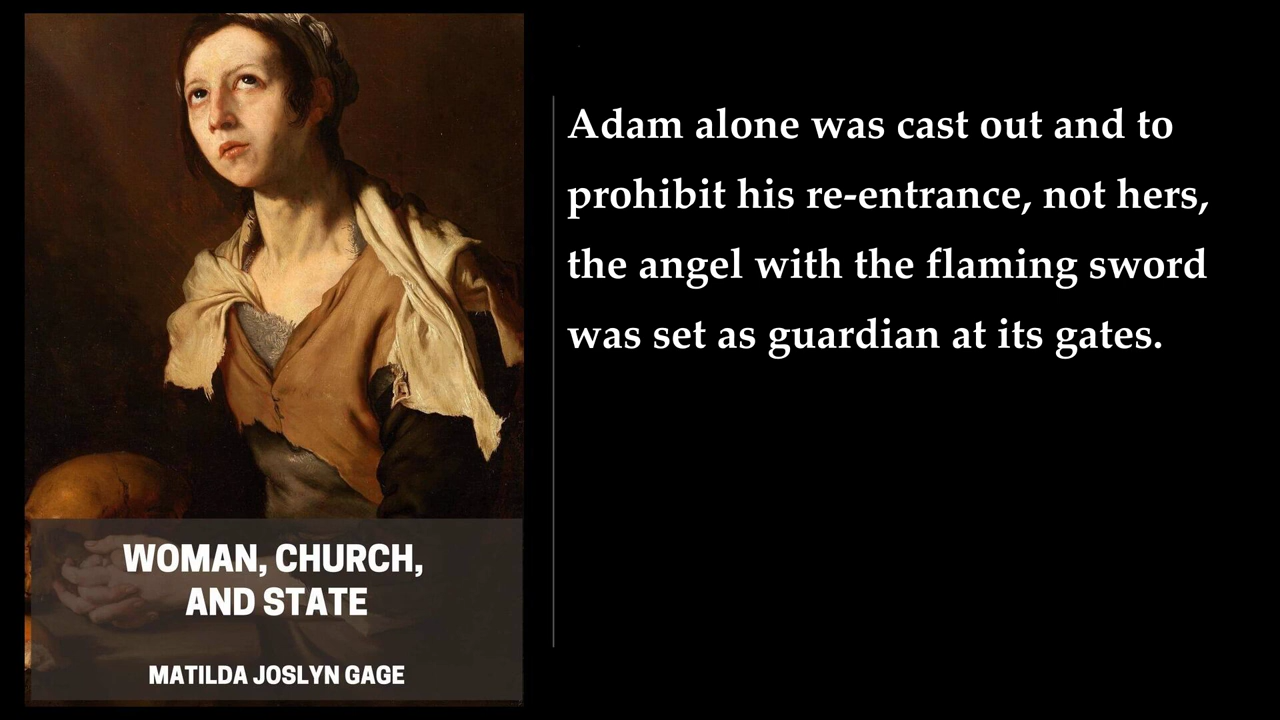 Adam alone was cast out and to
prohibit his re-entrance, not hers,
the angel with the flaming sword
was set as guardian at its gates.
WOMAN, CHURCH,
AND STATE
MATILDA JOSLYN GAGE